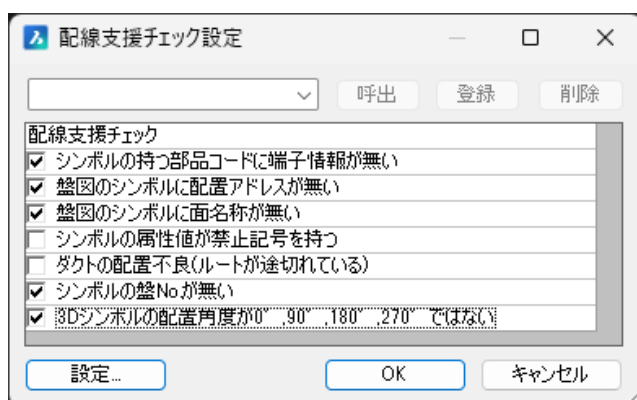 配線支援チェック設定
呼出 登録 削除
配線支援チェック
シンボルの持つ部品コードに端子情報が無い
盤図のシンボルに配置アドレスが無い
盤図のシンボルに面名称が無い
シンボルの属性値が禁止記号を持つ
ダクトの配置不良(ルートが途切れている)
シンボルの盤Noが無い
3Dシンボルの配置角度が0°,90°,180°,270°ではない
設定... OK キャンセル